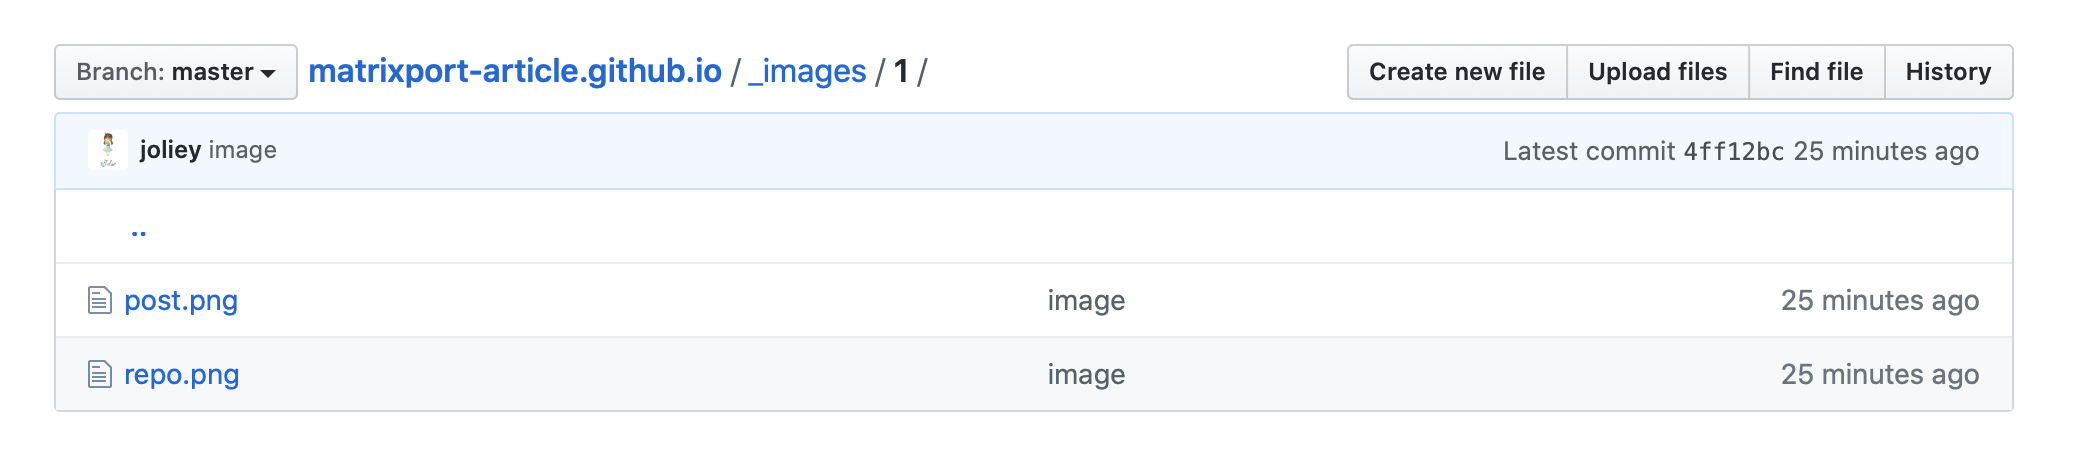 Branch: master matrixport-article.github.io / _images / 1 / Create new file Upload files Find file History
joliey image Latest commit 4ff12bc 25 minutes ago
..
post.png image 25 minutes ago
repo.png image 25 minutes ago